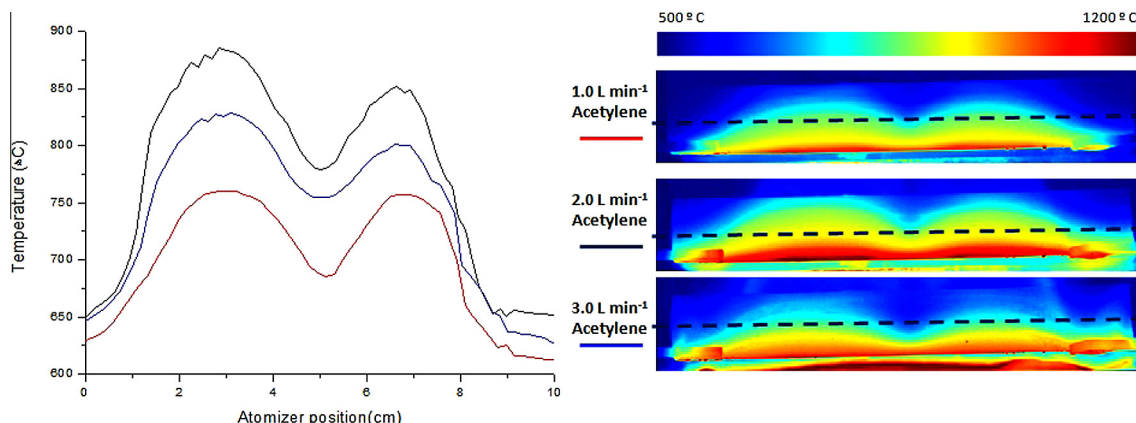 900
850
800
750
700
650
600
Temperature (♣C)
0
2
4
6
8
10
Atomizer position(cm)
500 º C
1200 º C
1.0 L min⁻¹
Acetylene
2.0 L min⁻¹
Acetylene
3.0 L min⁻¹
Acetylene